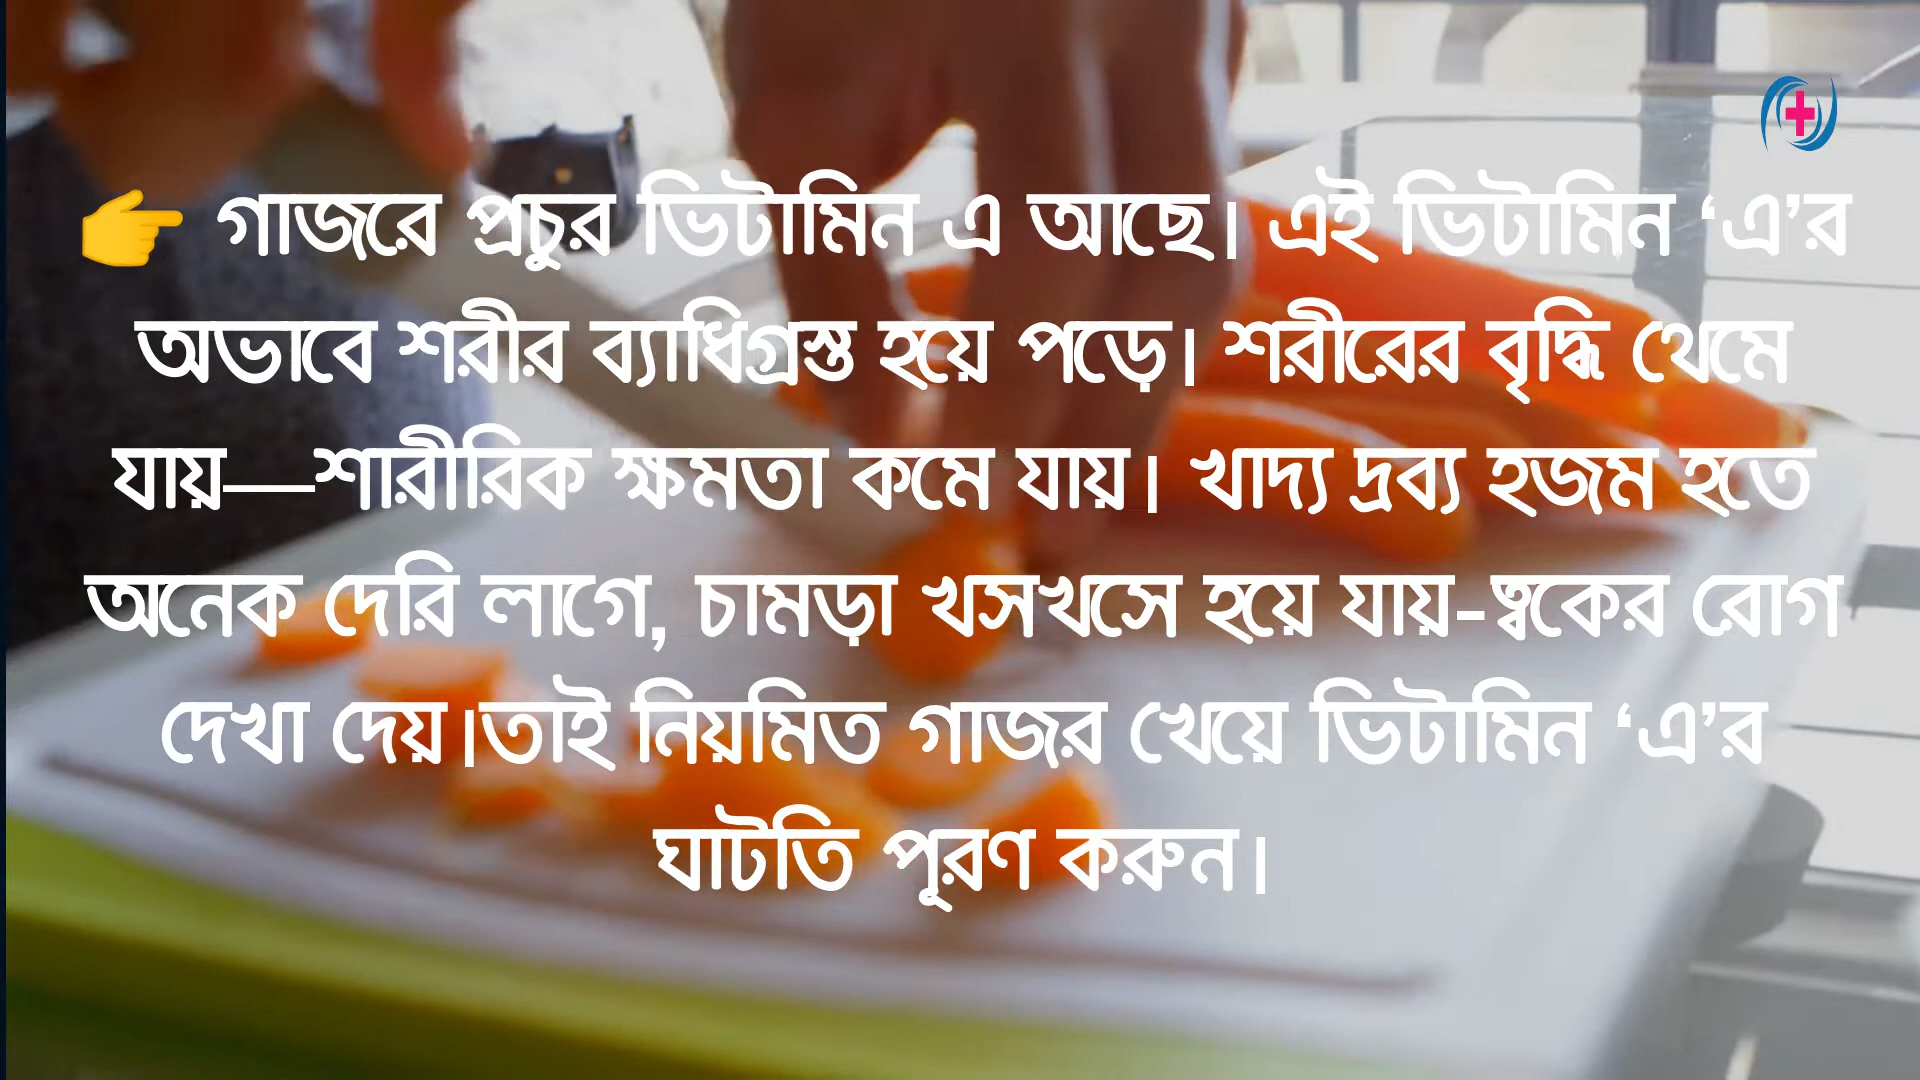 👉 গাজরে প্রচুর ভিটামিন এ আছে। এই ভিটামিন ‘এ’র
অভাবে শরীর ব্যাধিগ্রস্ত হয়ে পড়ে। শরীরের বৃদ্ধি থেমে
যায়—শারীরিক ক্ষমতা কমে যায়। খাদ্য দ্রব্য হজম হতে
অনেক দেরি লাগে, চামড়া খসখসে হয়ে যায়-ত্বকের রোগ
দেখা দেয়।তাই নিয়মিত গাজর খেয়ে ভিটামিন ‘এ’র
ঘাটতি পূরণ করুন।